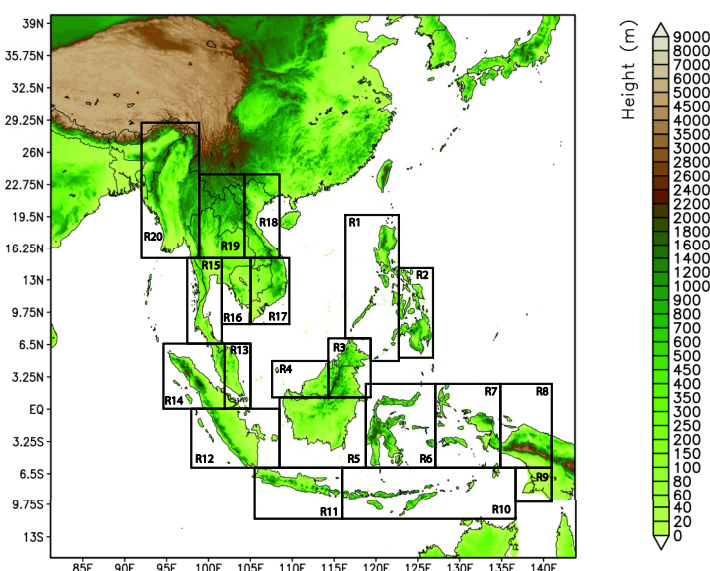 39N
35.75N
32.5N
29.25N
26N
22.75N
19.5N
16.25N
13N
9.75N
6.5N
3.25N
EQ
3.25S
6.5S
9.75S
13S
85E 90E 95E 100E 105E 110E 115E 120E 125E 130E 135E 140E
R1
R2
R3
R4
R5
R6
R7
R8
R9
R10
R11
R12
R13
R14
R15
R16
R17
R18
R19
R20
Height (m)
9000
8000
7000
6000
5000
4500
4000
3500
3000
2800
2600
2400
2200
2000
1800
1600
1400
1200
1000
900
800
700
600
500
450
400
350
300
250
200
150
100
80
60
40
20
0